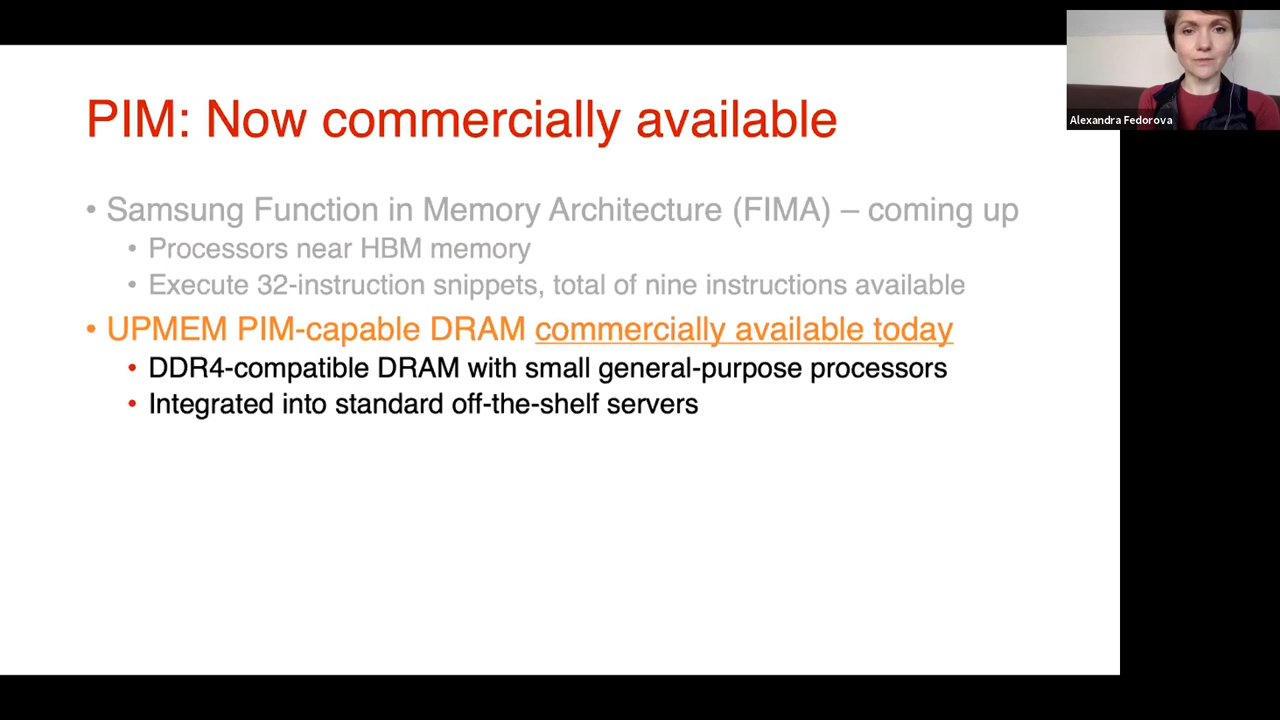 PIM: Now commercially available
Alexandra Fedorova
• Samsung Function in Memory Architecture (FIMA) – coming up
• Processors near HBM memory
• Execute 32-instruction snippets, total of nine instructions available
• UPMEM PIM-capable DRAM commercially available today
• DDR4-compatible DRAM with small general-purpose processors
• Integrated into standard off-the-shelf servers